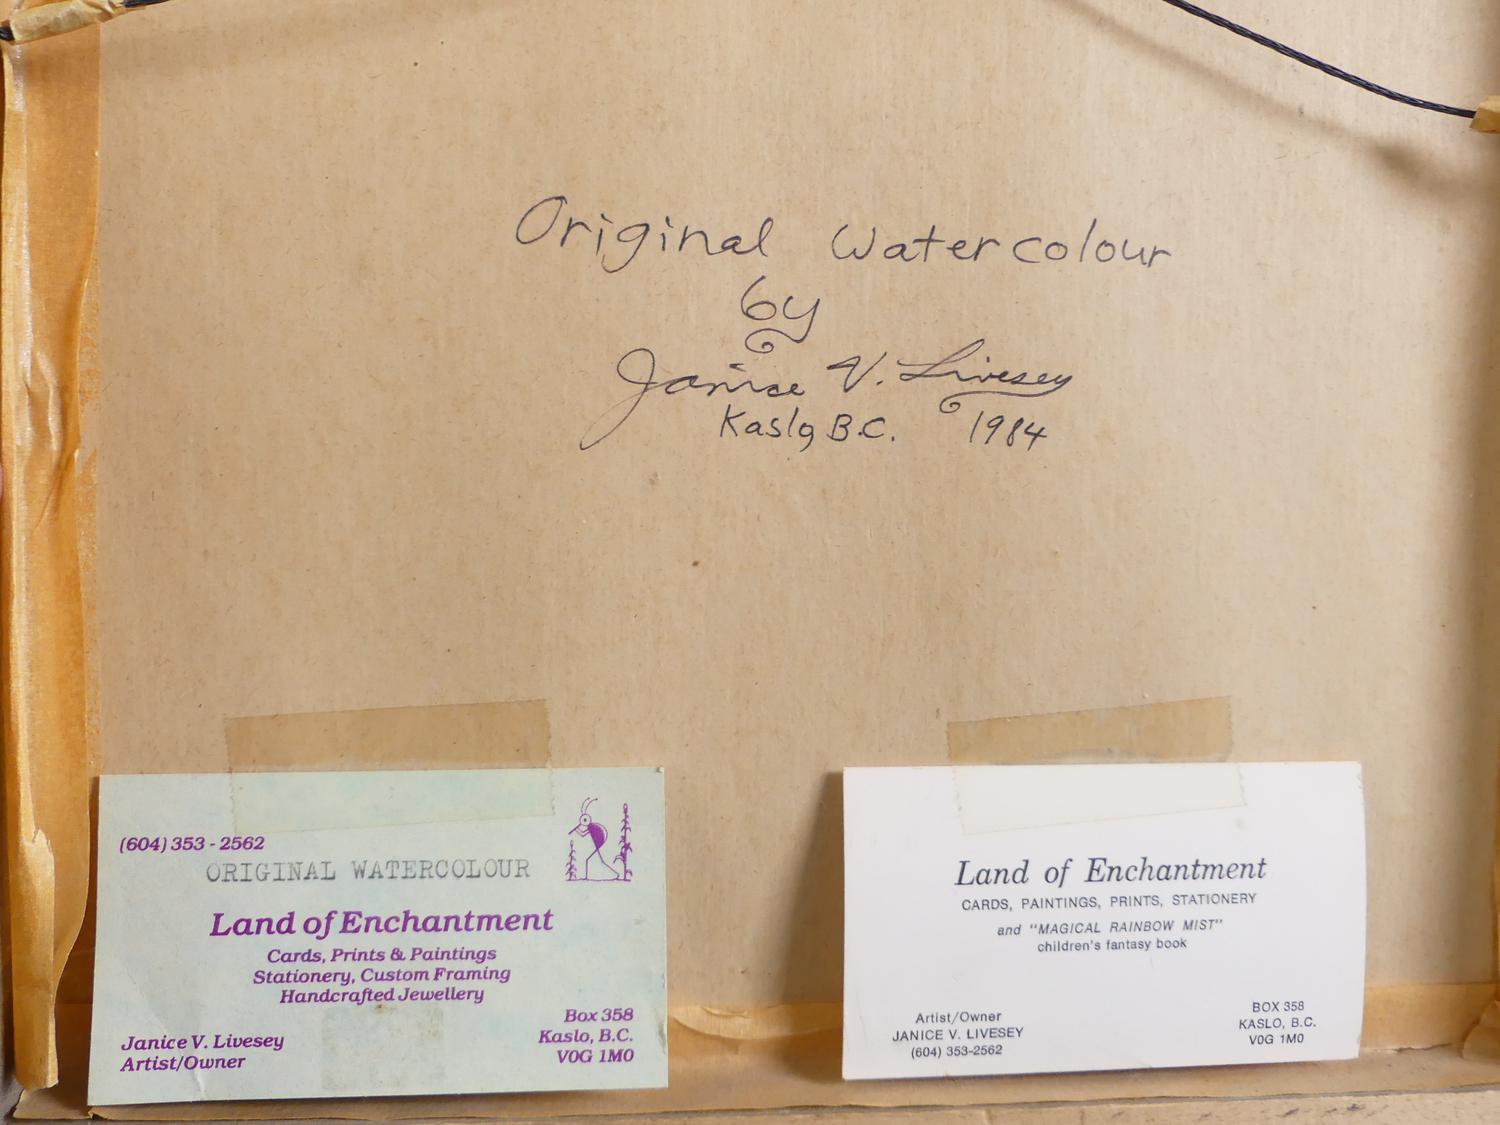 Original Watercolour
by
Janice V. Livesey
Kaslo, B.C. 1984
(604) 353 - 2562
ORIGINAL WATERCOLOUR
Land of Enchantment
Cards, Prints & Paintings
Stationery, Custom Framing
Handcrafted Jewellery
Janice V. Livesey
Artist/Owner
Box 358
Kaslo, B.C.
V0G 1M0
Land of Enchantment
CARDS, PAINTINGS, PRINTS, STATIONERY
and "MAGICAL RAINBOW MIST"
children's fantasy book
Artist/Owner
JANICE V. LIVESEY
(604) 353-2562
BOX 358
KASLO, B.C.
V0G 1M0